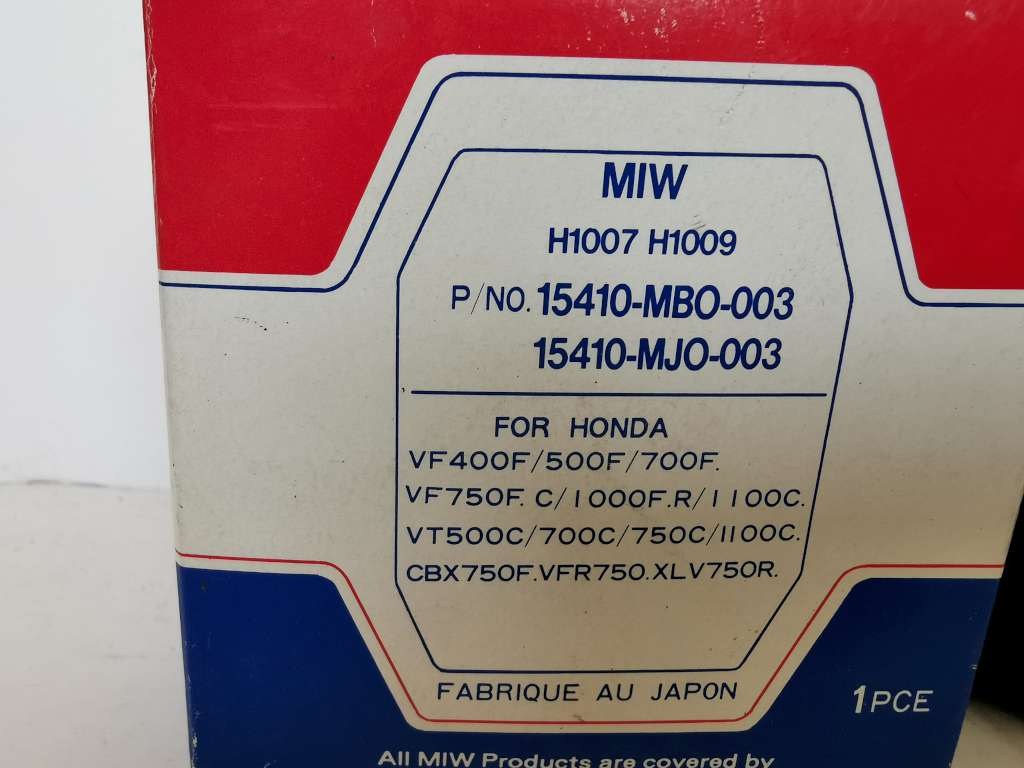 MIW
H1007 H1009
P/NO. 15410-MBO-003
15410-MJO-003
FOR HONDA
VF400F/500F/700F.
VF750F. C/1000F.R/1100C.
VT500C/700C/750C/1100C.
CBX750F.VFR750.XLV750R.
FABRIQUE AU JAPON
1PCE
All MIW Products are covered by